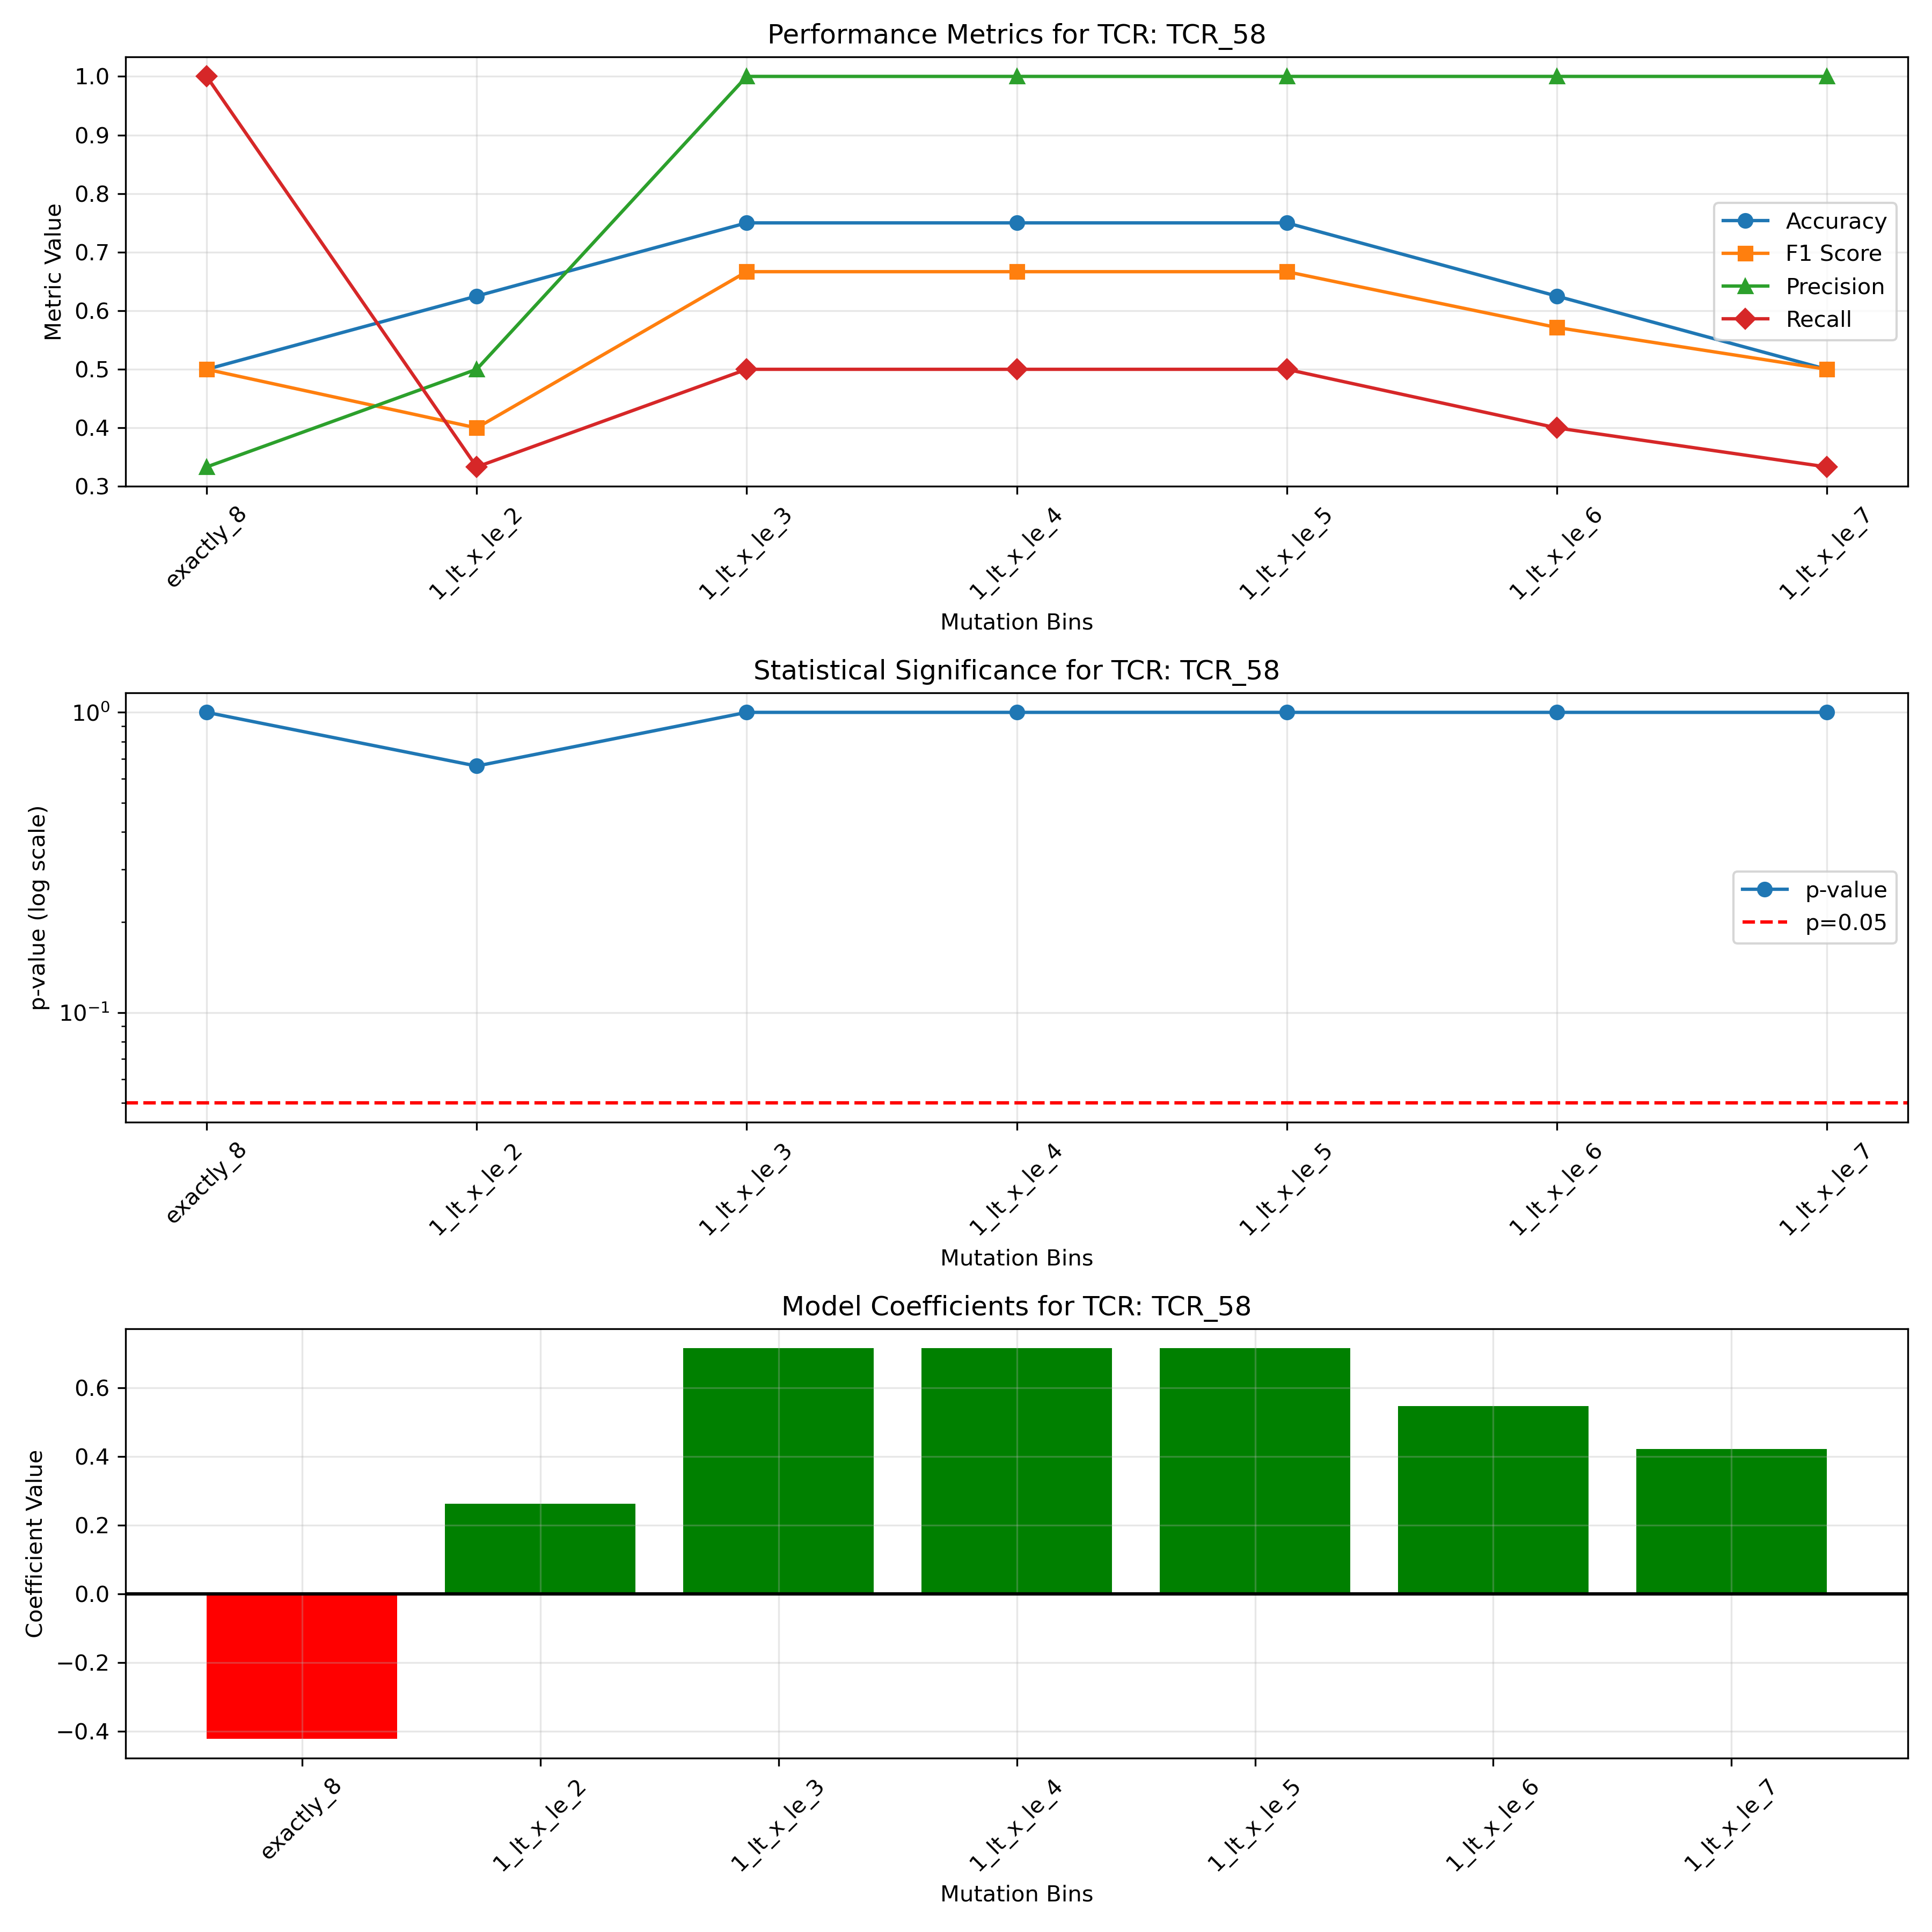 Performance Metrics for TCR: TCR_58
1.0
0.9
0.8
0.7
0.6
0.5
0.4
0.3
Metric Value
Accuracy
F1 Score
Precision
Recall
exactly_8
1_lt_x_le_2
1_lt_x_le_3
1_lt_x_le_4
1_lt_x_le_5
1_lt_x_le_6
1_lt_x_le_7
Mutation Bins
Statistical Significance for TCR: TCR_58
10⁰
10⁻¹
p-value (log scale)
p-value
p=0.05
exactly_8
1_lt_x_le_2
1_lt_x_le_3
1_lt_x_le_4
1_lt_x_le_5
1_lt_x_le_6
1_lt_x_le_7
Mutation Bins
Model Coefficients for TCR: TCR_58
0.6
0.4
0.2
0.0
−0.2
−0.4
Coefficient Value
exactly_8
1_lt_x_le_2
1_lt_x_le_3
1_lt_x_le_4
1_lt_x_le_5
1_lt_x_le_6
1_lt_x_le_7
Mutation Bins